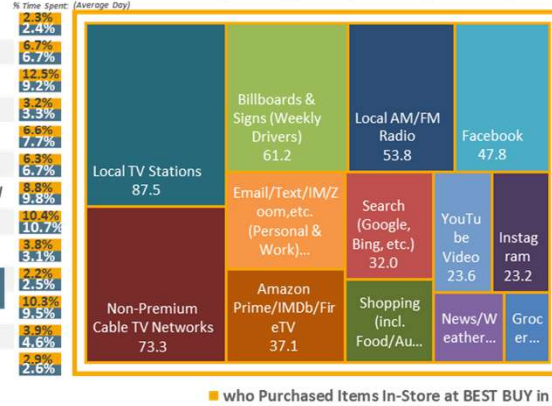 % Time Spent: (Average Day)
2.3%
2.4%
6.7%
6.7%
12.5%
9.2%
3.2%
3.3%
6.6%
7.7%
6.3%
6.7%
8.8%
9.8%
10.4%
10.7%
3.8%
3.1%
2.2%
2.5%
10.3%
9.5%
3.9%
4.6%
2.9%
2.6%
Local TV Stations
87.5
Non-Premium
Cable TV Networks
73.3
Billboards &
Signs (Weekly
Drivers)
61.2
Local AM/FM
Radio
53.8
Facebook
47.8
Email/Text/IM/Z
oom,etc.
(Personal &
Work)...
Amazon
Prime/IMDb/Fir
eTV
37.1
Search
(Google,
Bing, etc.)
32.0
Shopping
(incl.
Food/Au...
YouTu
be
Video
23.6
Instag
ram
23.2
News/W
eather...
Groc
er...
who Purchased Items In-Store at BEST BUY in